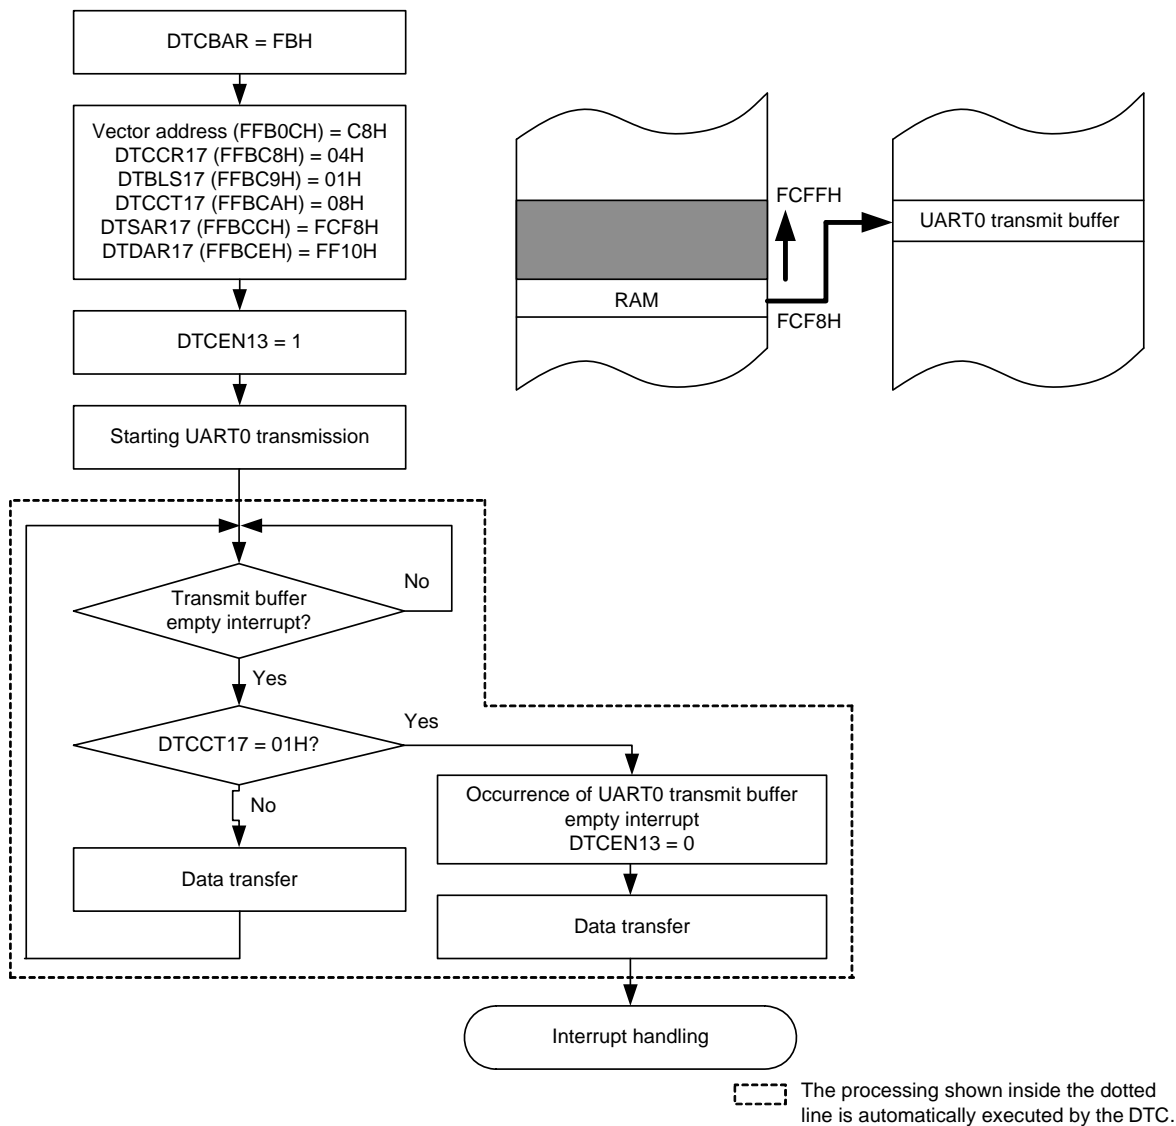 DTCBAR = FBH
Vector address (FFB0CH) = C8H
DTCCR17 (FFBC8H) = 04H
DTBLS17 (FFBC9H) = 01H
DTCCT17 (FFBCAH) = 08H
DTSAR17 (FFBCCH) = FCF8H
DTDAR17 (FFBCEH) = FF10H
DTCEN13 = 1
Starting UART0 transmission
FCFFH
UART0 transmit buffer
RAM
FCF8H
No
Transmit buffer
empty interrupt?
Yes
Yes
DTCCT17 = 01H?
No
Occurrence of UART0 transmit buffer
empty interrupt
DTCEN13 = 0
Data transfer
Data transfer
Interrupt handling
The processing shown inside the dotted
line is automatically executed by the DTC.